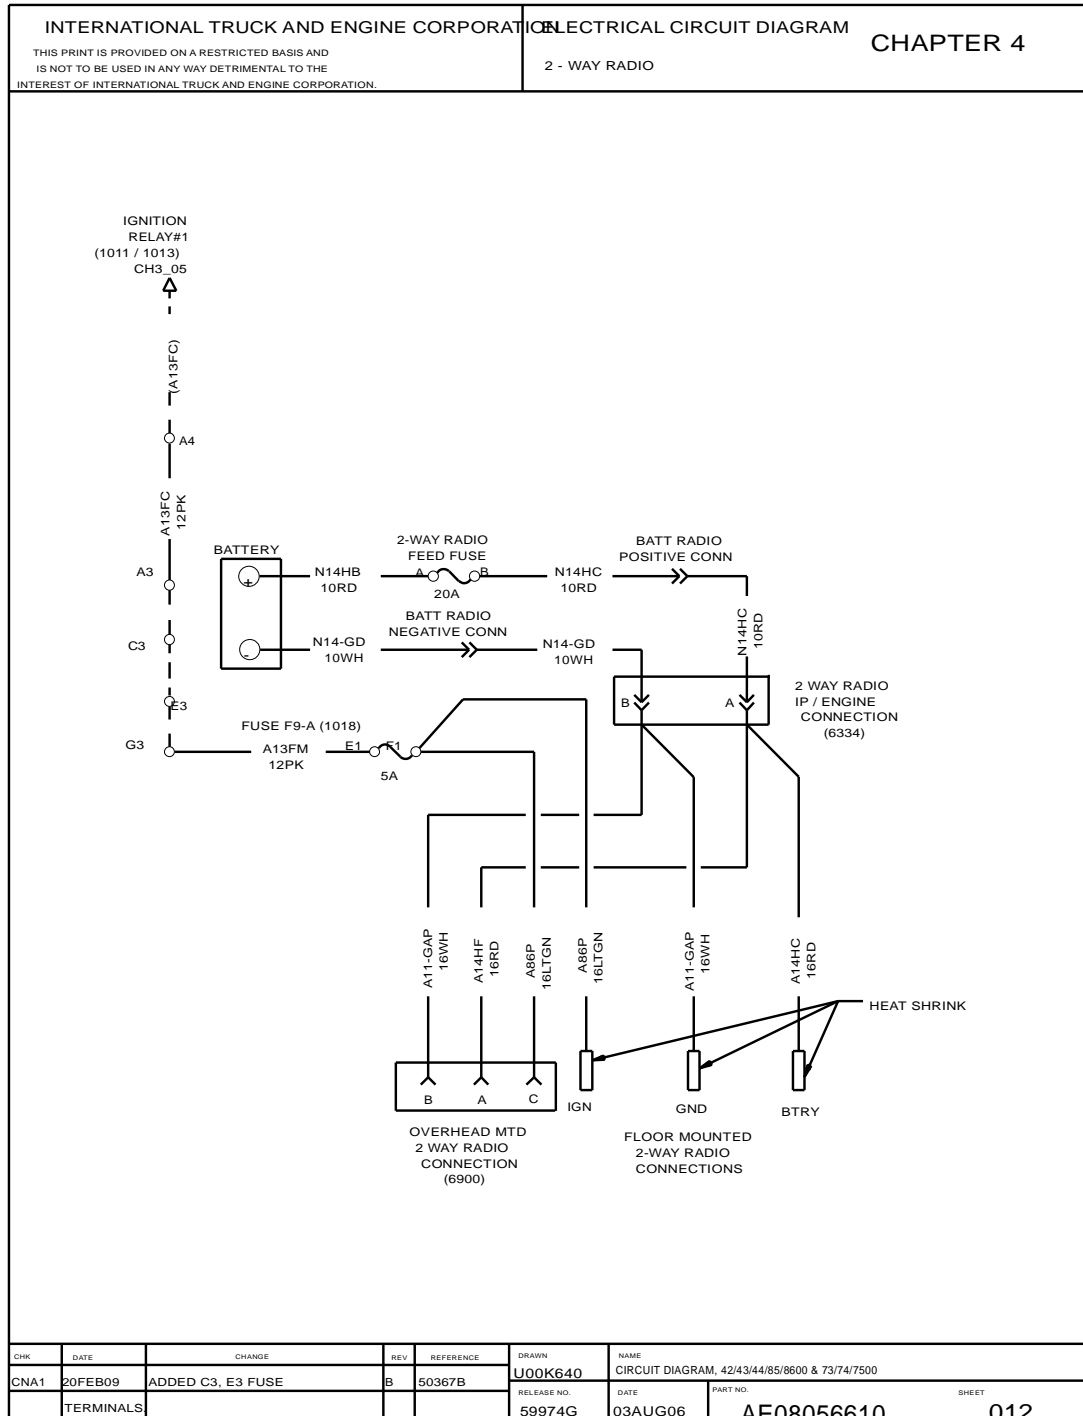 INTERNATIONAL TRUCK AND ENGINE CORPORATION
THIS PRINT IS PROVIDED ON A RESTRICTED BASIS AND
IS NOT TO BE USED IN ANY WAY DETRIMENTAL TO THE
INTEREST OF INTERNATIONAL TRUCK AND ENGINE CORPORATION.
ELECTRICAL CIRCUIT DIAGRAM
2 - WAY RADIO
CHAPTER 4
IGNITION
RELAY#1
(1011 / 1013)
CH3_05
(A13FC)
A4
A13FC
12PK
A3
C3
E3
G3
BATTERY
+
-
N14HB
10RD
2-WAY RADIO
FEED FUSE
A
B
20A
N14HC
10RD
BATT RADIO
POSITIVE CONN
N14HC
10RD
N14-GD
10WH
BATT RADIO
NEGATIVE CONN
N14-GD
10WH
B
A
2 WAY RADIO
IP / ENGINE
CONNECTION
(6334)
FUSE F9-A (1018)
A13FM
12PK
E1
F1
5A
A11-GAP
16WH
A14HF
16RD
A86P
16LTGN
A86P
16LTGN
A11-GAP
16WH
A14HC
16RD
HEAT SHRINK
B
A
C
IGN
GND
BTRY
OVERHEAD MTD
2 WAY RADIO
CONNECTION
(6900)
FLOOR MOUNTED
2-WAY RADIO
CONNECTIONS
CHK DATE CHANGE REV REFERENCE
CNA1 20FEB09 ADDED C3, E3 FUSE B 50367B
TERMINALS.
DRAWN
U00K640
NAME
CIRCUIT DIAGRAM, 42/43/44/85/8600 & 73/74/7500
RELEASE NO.
59974G
DATE
03AUG06
PART NO.
AE08056610
SHEET
012